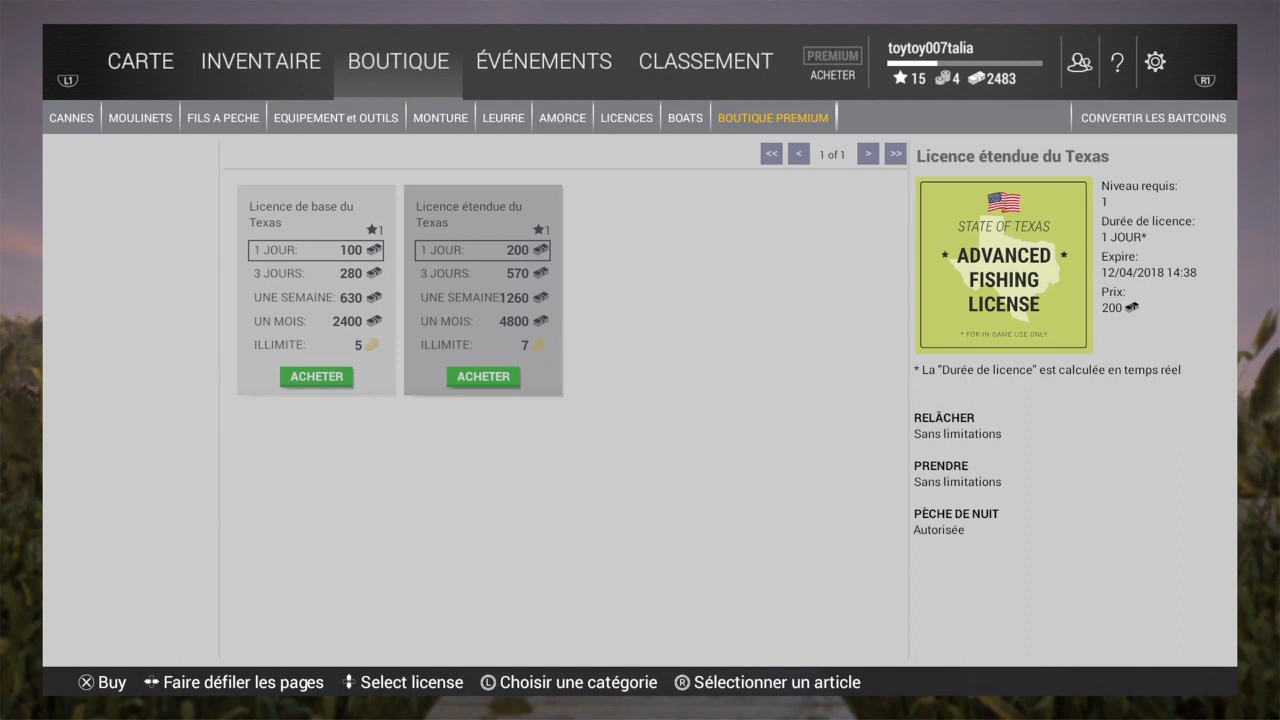 L1
CARTE INVENTAIRE BOUTIQUE ÉVÉNEMENTS CLASSEMENT
PREMIUM
ACHETER
toytoy007talia
15 4 2483
?
R1
CANNES MOULINETS FILS A PECHE EQUIPEMENT et OUTILS MONTURE LEURRE AMORCE LICENCES BOATS BOUTIQUE PREMIUM CONVERTIR LES BAITCOINS
<< < 1 of 1 > >>
Licence de base du
Texas
1
1 JOUR: 100
3 JOURS: 280
UNE SEMAINE: 630
UN MOIS: 2400
ILLIMITE: 5
ACHETER
Licence étendue du
Texas
1
1 JOUR: 200
3 JOURS: 570
UNE SEMAINE 1260
UN MOIS: 4800
ILLIMITE: 7
ACHETER
Licence étendue du Texas
STATE OF TEXAS
ADVANCED
FISHING
LICENSE
* FOR IN-GAME USE ONLY
Niveau requis:
1
Durée de licence:
1 JOUR*
Expire:
12/04/2018 14:38
Prix:
200
* La "Durée de licence" est calculée en temps réel
RELÂCHER
Sans limitations
PRENDRE
Sans limitations
PÈCHE DE NUIT
Autorisée
X Buy Faire défiler les pages Select license L Choisir une catégorie R Sélectionner un article